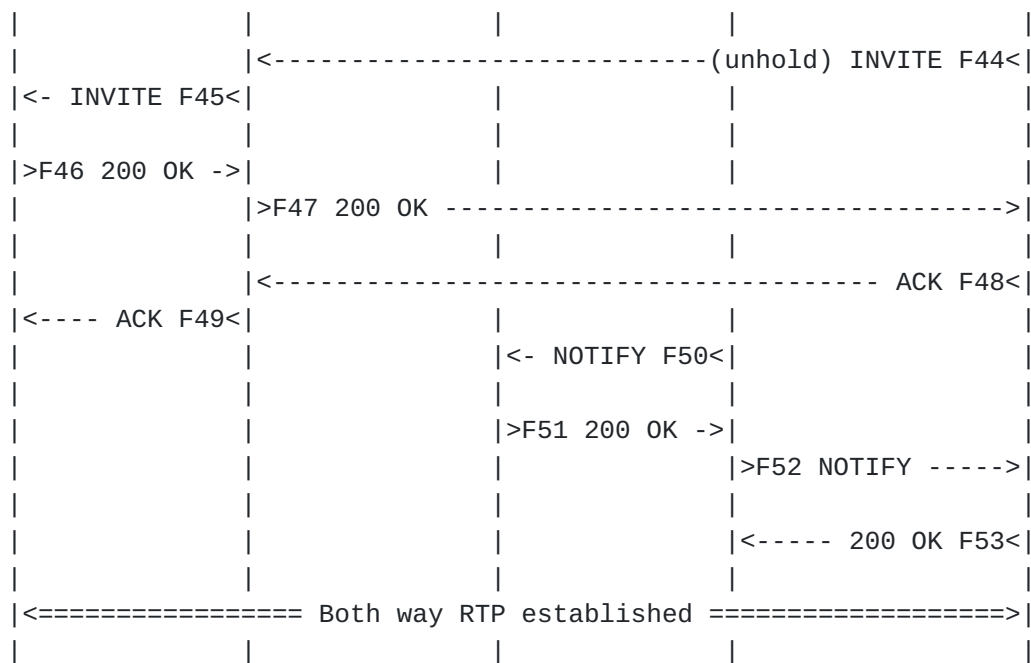 |              |               |              |                  |
|              |<----------------------------(unhold) INVITE F44<|
|<- INVITE F45<|               |              |                  |
|              |               |              |                  |
|>F46 200 OK ->|               |              |                  |
|              |>F47 200 OK ------------------------------------>|
|              |               |              |                  |
|              |<--------------------------------------- ACK F48<|
|<---- ACK F49<|               |              |                  |
|              |               |<- NOTIFY F50<|                  |
|              |               |              |                  |
|              |               |>F51 200 OK ->|                  |
|              |               |              |>F52 NOTIFY ----->|
|              |               |              |                  |
|              |               |              |<----- 200 OK F53<|
|              |               |              |                  |
|<================= Both way RTP established ===================>|
|              |               |              |                  |